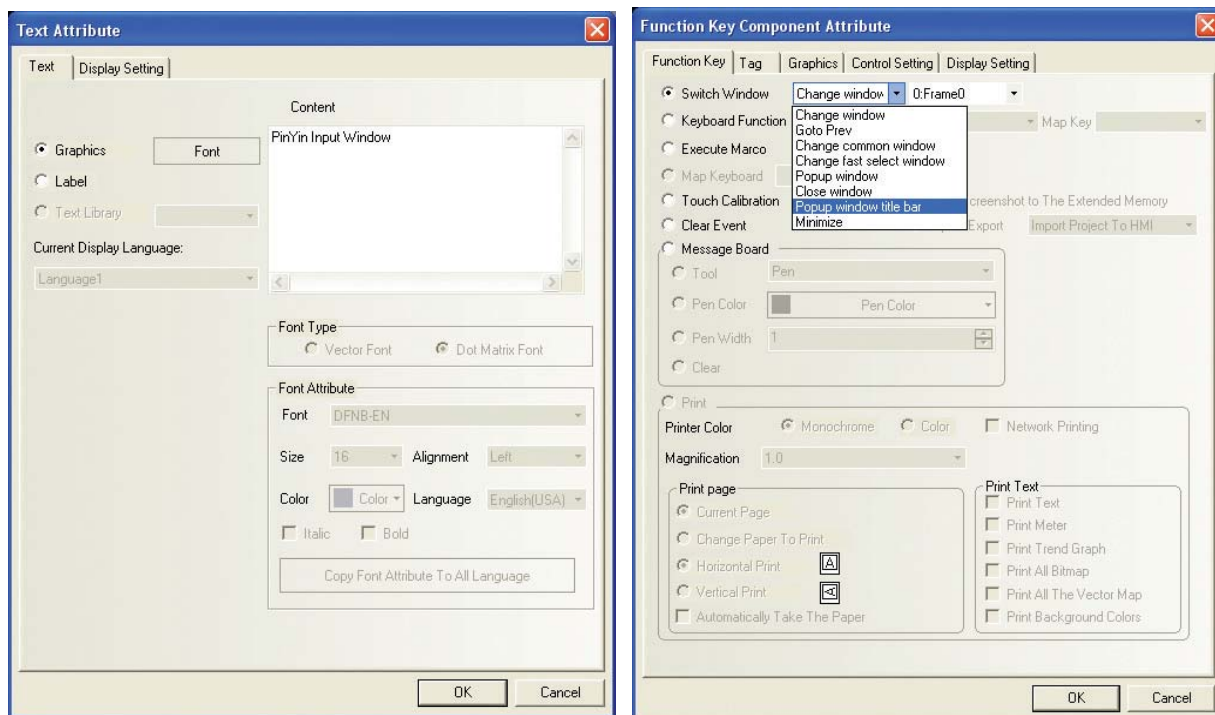 Text Attribute
Text
Display Setting
Content
PinYin Input Window
Graphics
Font
Label
Text Library
Current Display Language:
Language1
Font Type
Vector Font
Dot Matrix Font
Font Attribute
Font
DFNB-EN
Size
16
Alignment
Left
Color
Color
Language
English(USA)
Italic
Bold
Copy Font Attribute To All Language
OK
Cancel
Function Key Component Attribute
Function Key
Tag
Graphics
Control Setting
Display Setting
Switch Window
Change window
0:Frame0
Keyboard Function
Map Key
Execute Marco
Map Keyboard
Touch Calibration
creenshot to The Extended Memory
Clear Event
Export
Import Project To HMI
Change window
Goto Prev
Change common window
Change fast select window
Popup window
Close window
Popup window title bar
Minimize
Message Board
Tool
Pen
Pen Color
Pen Color
Pen Width
1
Clear
Print
Printer Color
Monochrome
Color
Network Printing
Magnification
1.0
Print page
Current Page
Change Paper To Print
Horizontal Print
A
Vertical Print
A
Automatically Take The Paper
Print Text
Print Text
Print Meter
Print Trend Graph
Print All Bitmap
Print All The Vector Map
Print Background Colors
OK
Cancel